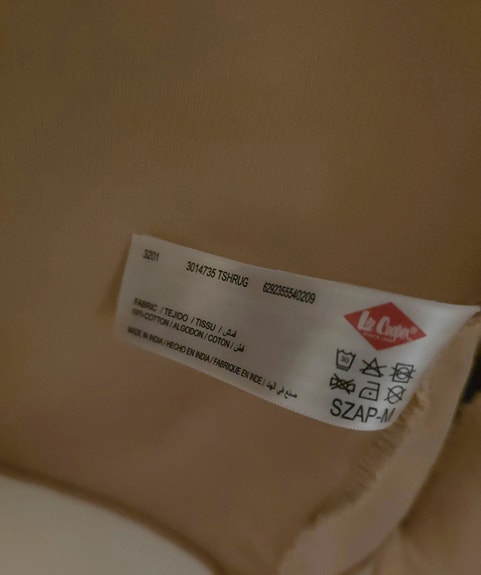 3201 3014735 TSHRUG 6292355540209
Lee Cooper
FABRIC / TEJIDO / TISSU / قماش
100% COTTON / ALGODON / COTON / قطن
MADE IN INDIA / HECHO EN INDIA / FABRIQUE EN INDE / صنع في الهند
30
SZAP-M